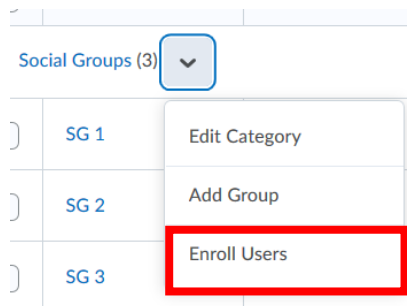 Social Groups (3)
SG 1
Edit Category
SG 2
Add Group
Enroll Users
SG 3